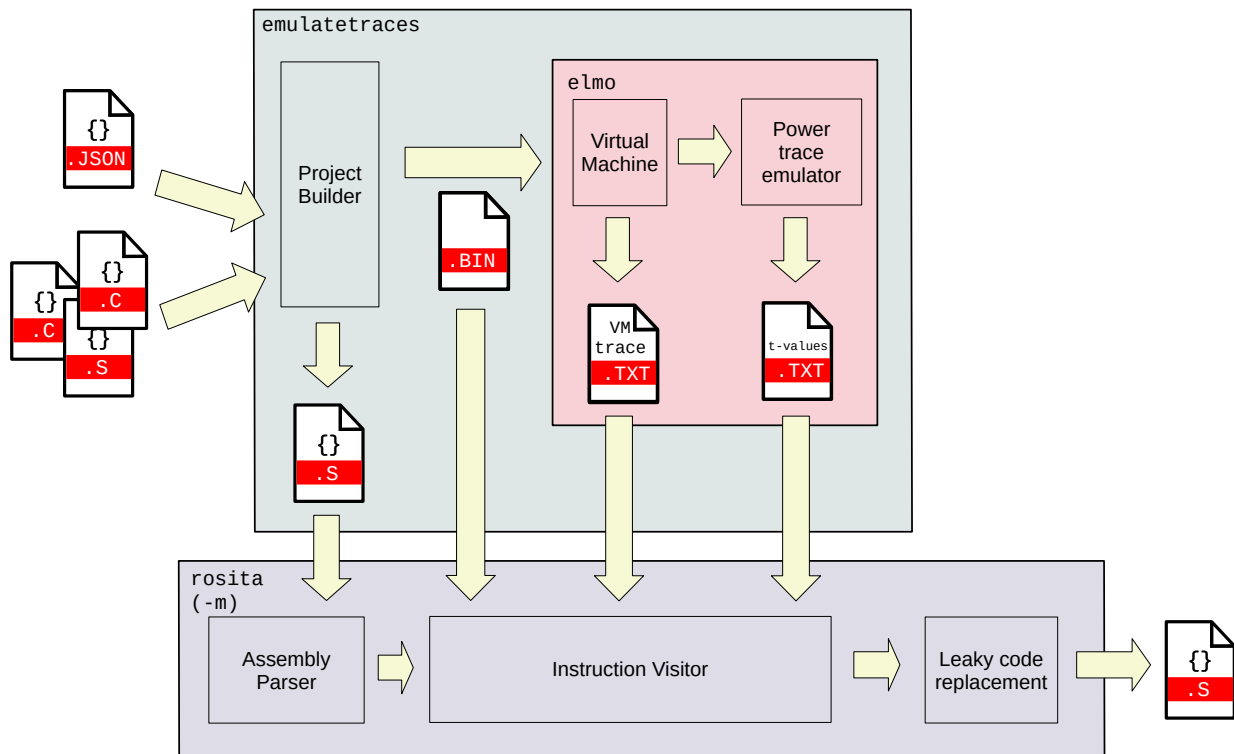 emulatetraces
elmo
{}
.JSON
Project
Builder
Virtual
Machine
Power
trace
emulator
{}
.C
{}
.C
{}
.S
.BIN
VM
trace
.TXT
t-values
.TXT
{}
.S
rosita
(-m)
Assembly
Parser
Instruction Visitor
Leaky code
replacement
{}
.S